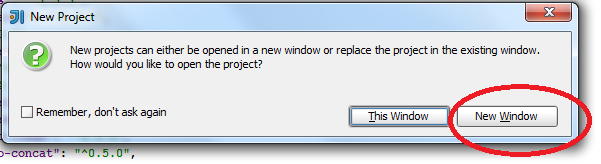 New Project
New projects can either be opened in a new window or replace the project in the existing window.
How would you like to open the project?
Remember, don't ask again
This Window
New Window
o-concat": "^0.5.0",